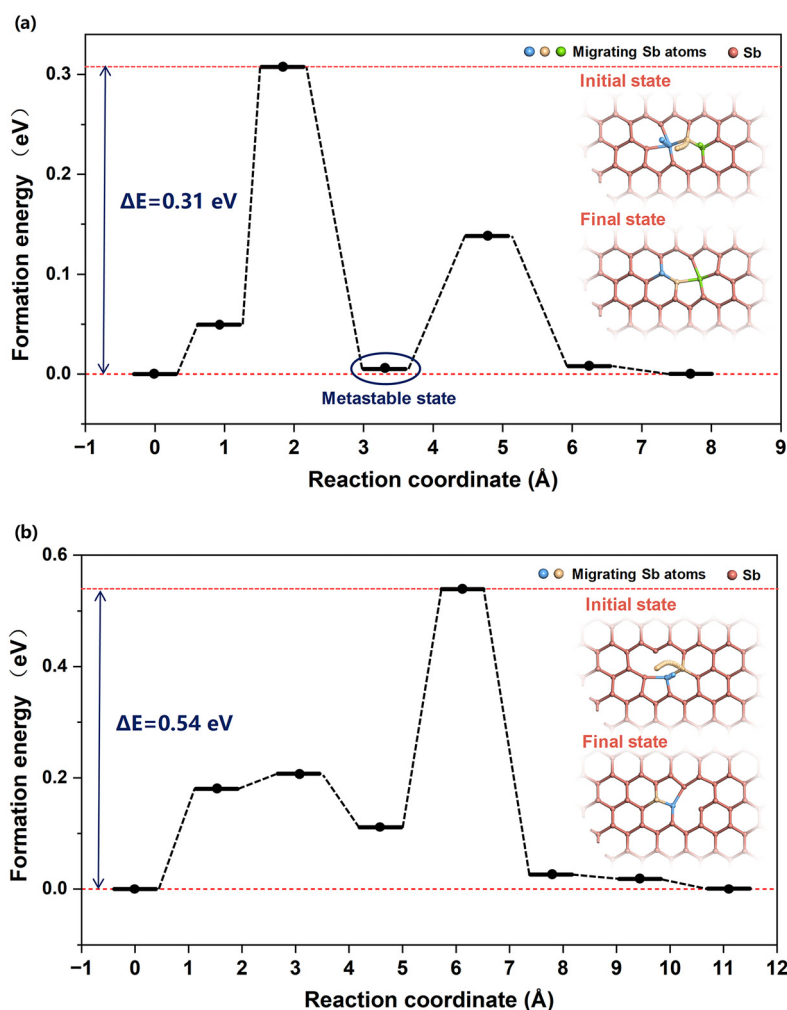 (a)
Migrating Sb atoms
Sb
Initial state
Final state
ΔE=0.31 eV
Metastable state
Formation energy （eV）
0.3
0.2
0.1
0.0
−1 0 1 2 3 4 5 6 7 8 9
Reaction coordinate (Å)
(b)
Migrating Sb atoms
Sb
Initial state
Final state
ΔE=0.54 eV
Formation energy （eV）
0.6
0.4
0.2
0.0
−1 0 1 2 3 4 5 6 7 8 9 10 11 12
Reaction coordinate (Å)